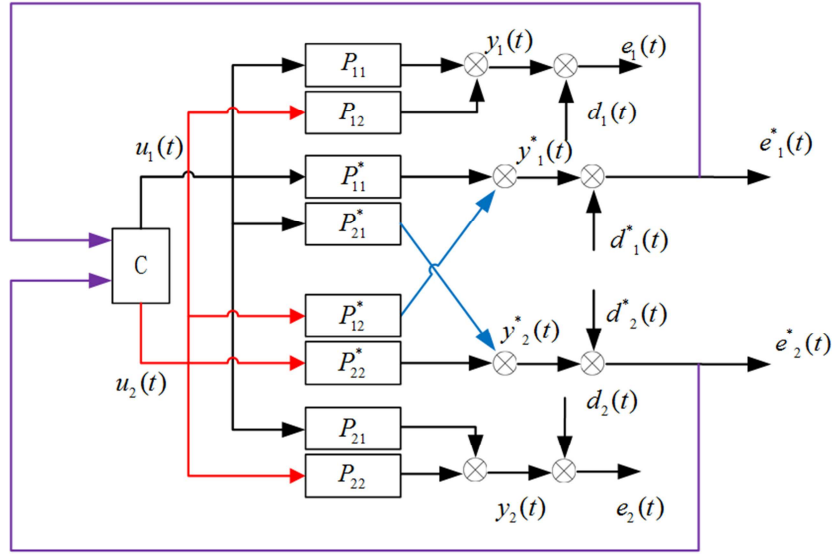 y₁(t)
e₁(t)
P₁₁
P₁₂
d₁(t)
u₁(t)
y*₁(t)
e*₁(t)
P*₁₁
P*₂₁
d*₁(t)
C
P*₁₂
d*₂(t)
y*₂(t)
e*₂(t)
P*₂₂
u₂(t)
d₂(t)
P₂₁
P₂₂
y₂(t)
e₂(t)